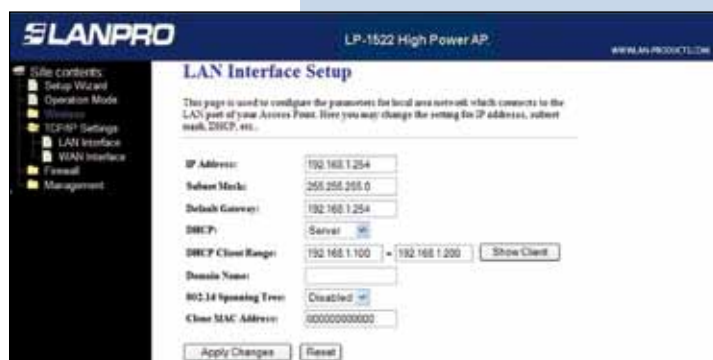 LANPRO
LP-1522 High Power AP.
WWW.LAN-PRODUCTS.COM
Site contents:
Setup Wizard
Operation Mode
Wireless
TCP/IP Settings
LAN Interface
WAN Interface
Firewall
Management
LAN Interface Setup
This page is used to configure the parameters for local area network which connects to the
LAN port of your Access Point. Here you may change the setting for IP addresses, subnet
mask, DHCP, etc..
IP Address: 192.168.1.254
Subnet Mask: 255.255.255.0
Default Gateway: 192.168.1.254
DHCP: Server
DHCP Client Range: 192.168.1.100 - 192.168.1.200 Show Client
Domain Name:
802.1d Spanning Tree: Disabled
Clone MAC Address: 000000000000
Apply Changes Reset